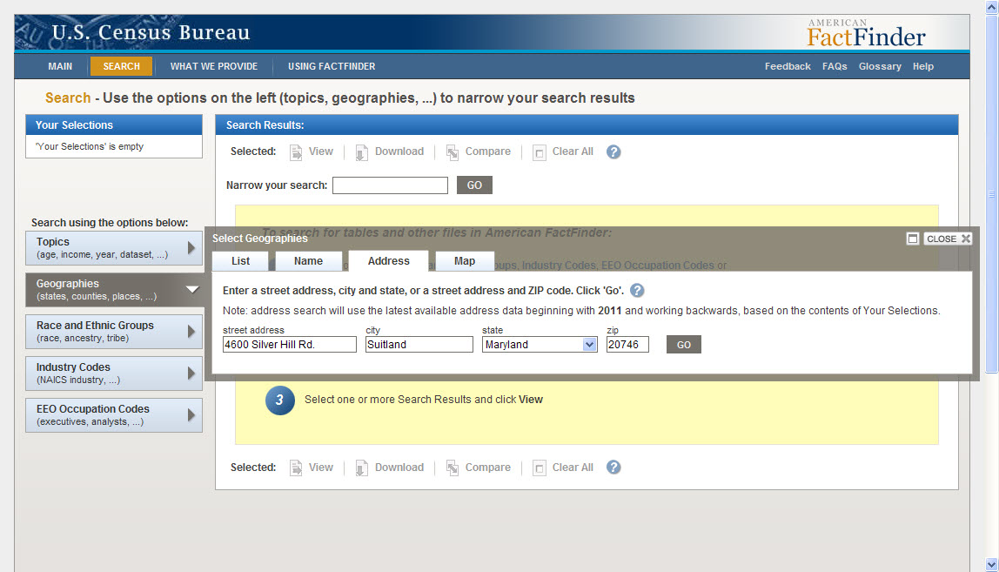 U.S. Census Bureau
AMERICAN
FactFinder
MAIN SEARCH WHAT WE PROVIDE USING FACTFINDER Feedback FAQs Glossary Help
Search - Use the options on the left (topics, geographies, ...) to narrow your search results
Your Selections
'Your Selections' is empty
Search using the options below:
Topics
(age, income, year, dataset, ...)
Geographies
(states, counties, places, ...)
Race and Ethnic Groups
(race, ancestry, tribe)
Industry Codes
(NAICS industry, ...)
EEO Occupation Codes
(executives, analysts, ...)
Search Results:
Selected: View Download Compare Clear All ?
Narrow your search: GO
To search for tables and other files in American FactFinder:
Select Geographies CLOSE
List Name Address Map
oups, Industry Codes, EEO Occupation Codes or
Enter a street address, city and state, or a street address and ZIP code. Click 'Go'. ?
Note: address search will use the latest available address data beginning with 2011 and working backwards, based on the contents of Your Selections.
street address city state zip
4600 Silver Hill Rd. Suitland Maryland 20746 GO
3 Select one or more Search Results and click View
Selected: View Download Compare Clear All ?